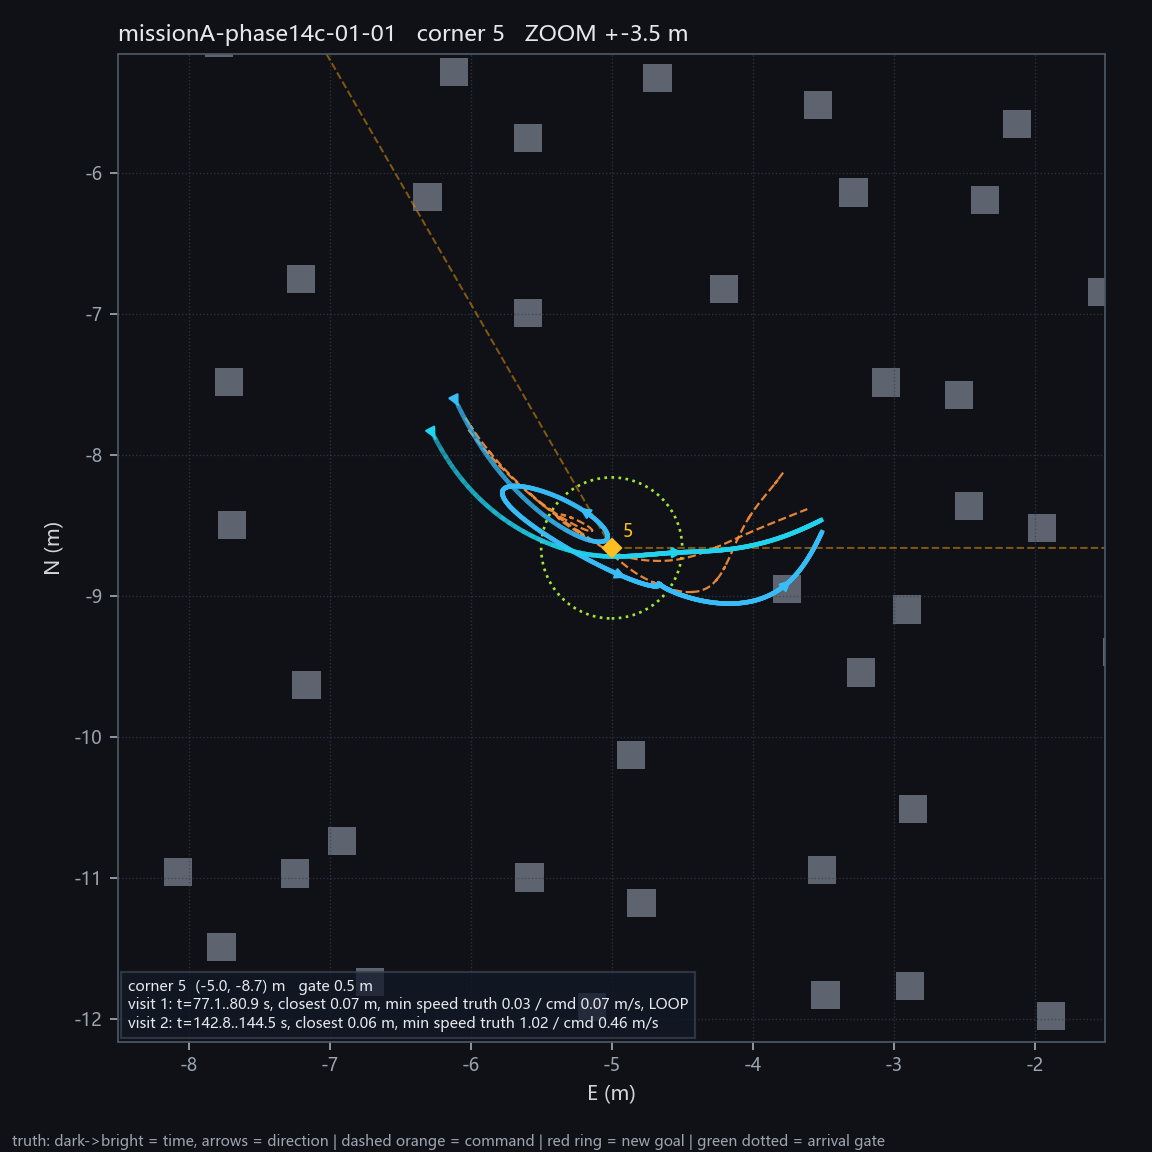 missionA-phase14c-01-01 corner 5 ZOOM +-3.5 m
-6
-7
-8
-9
-10
-11
-12
N (m)
5
corner 5 (-5.0, -8.7) m gate 0.5 m
visit 1: t=77.1..80.9 s, closest 0.07 m, min speed truth 0.03 / cmd 0.07 m/s, LOOP
visit 2: t=142.8..144.5 s, closest 0.06 m, min speed truth 1.02 / cmd 0.46 m/s
-8 -7 -6 -5 -4 -3 -2
E (m)
truth: dark->bright = time, arrows = direction | dashed orange = command | red ring = new goal | green dotted = arrival gate